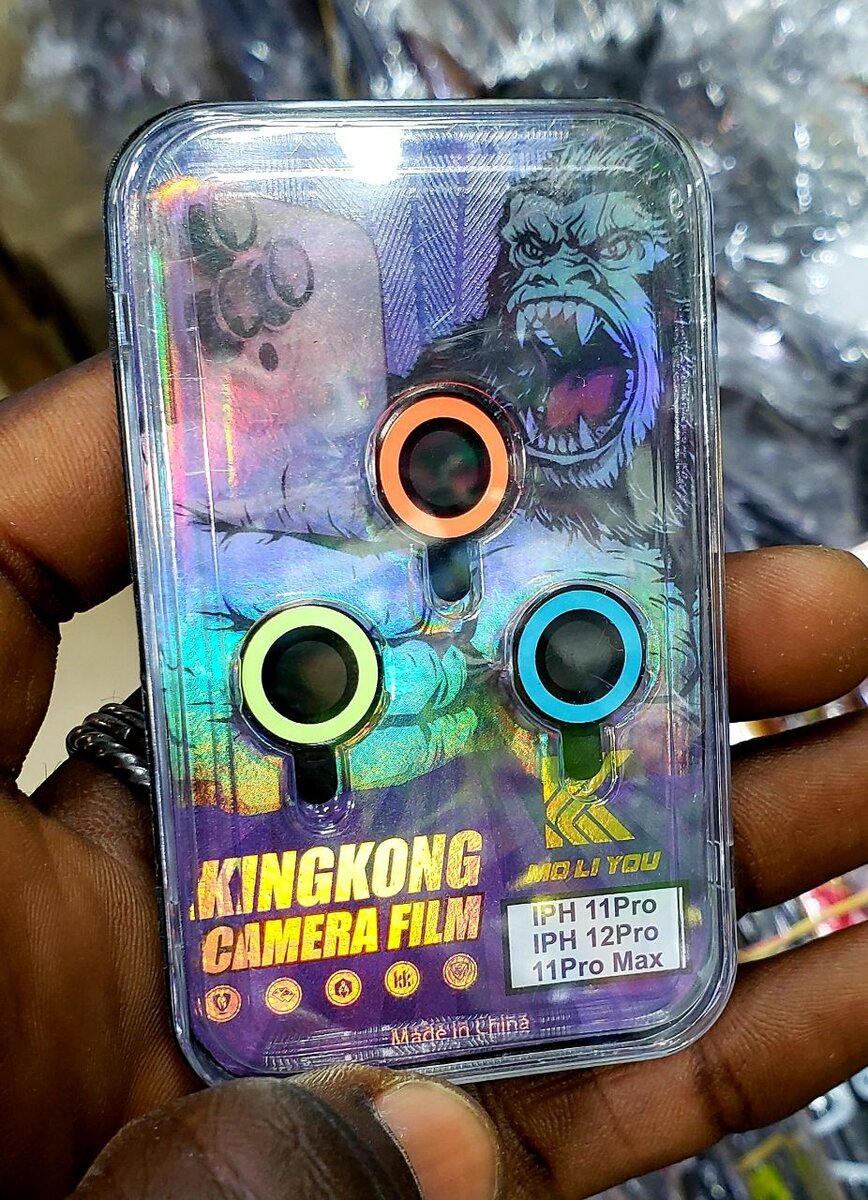 MO LI YOU
KINGKONG
CAMERA FILM
IPH 11Pro
IPH 12Pro
11Pro Max
Made in China